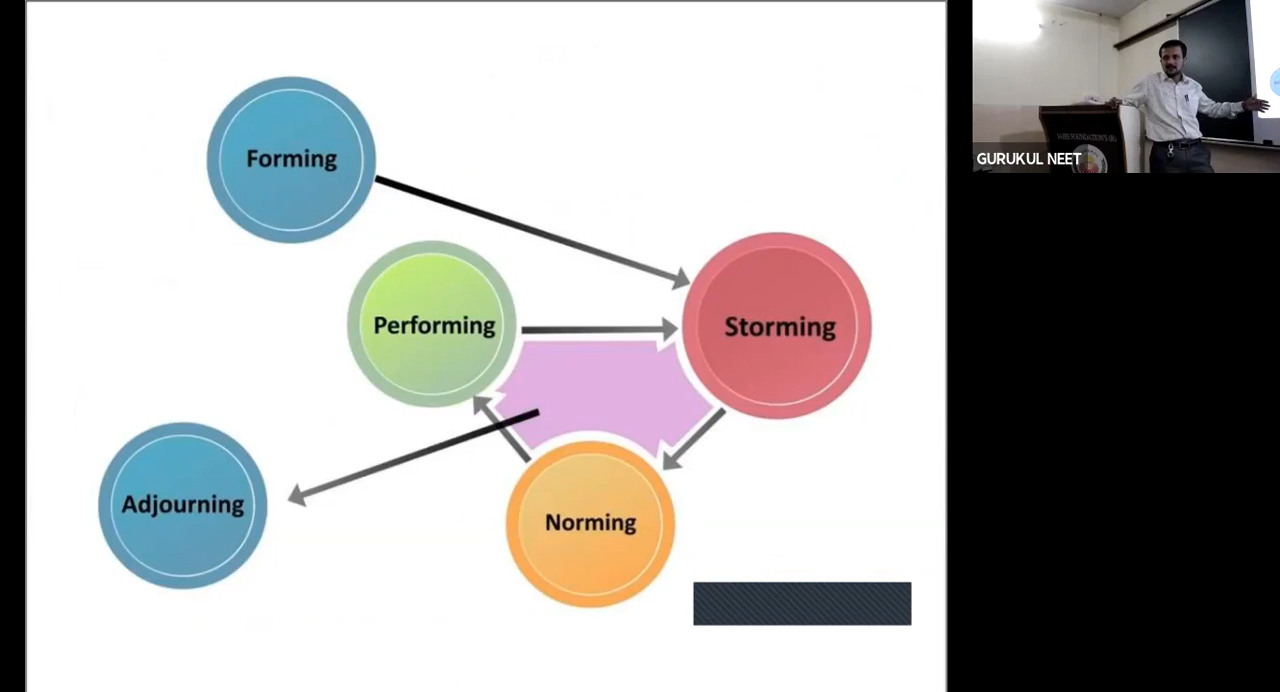 Forming
Performing
Storming
Adjourning
Norming
GURUKUL NEET